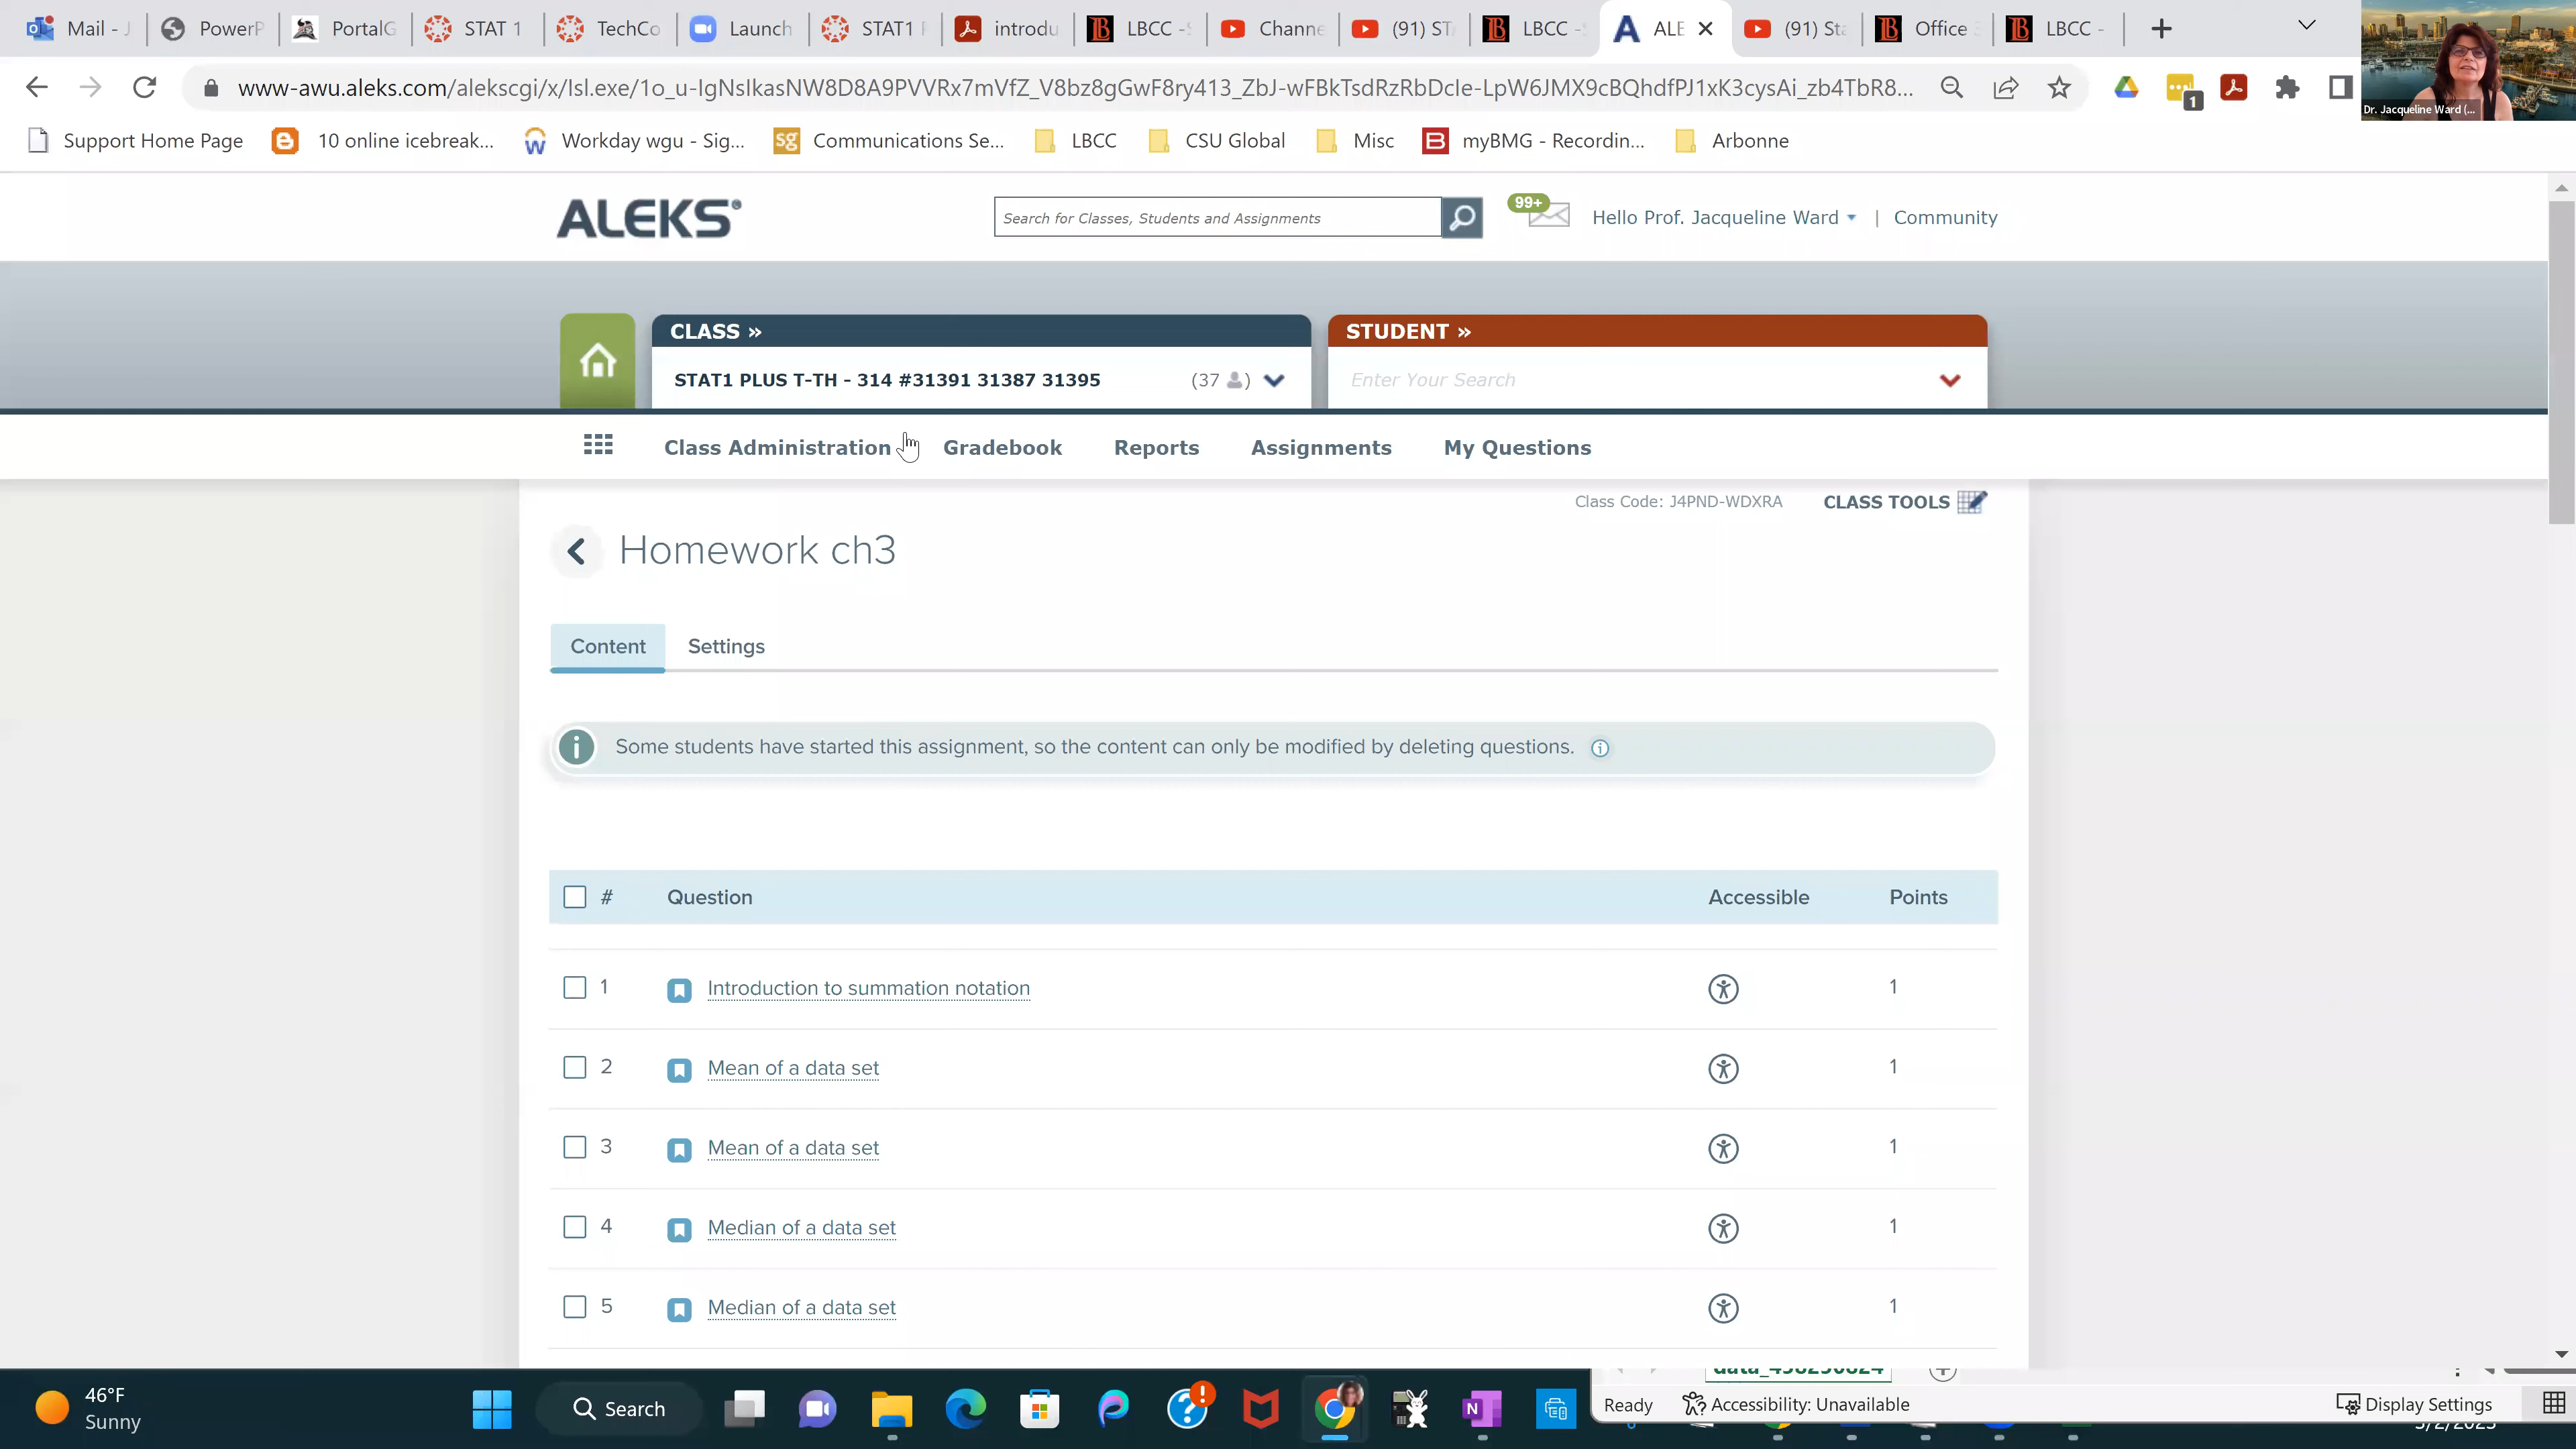 Mail - J
PowerP
PortalG
STAT 1
TechCo
Launch
STAT1 P
introdu
LBCC -
Channe
(91) ST
LBCC -
ALE
(91) Sta
Office
LBCC -
www-awu.aleks.com/alekscgi/x/Isl.exe/1o_u-IgNsIkasNW8D8A9PVVRx7mVfZ_V8bz8gGwF8ry413_ZbJ-wFBkTsdRzRbDcIe-LpW6JMX9cBQhdfPJ1xK3cysAi_zb4TbR8...
1
Dr. Jacqueline Ward (...
Support Home Page
10 online icebreak...
Workday wgu - Sig...
sg Communications Se...
LBCC
CSU Global
Misc
myBMG - Recordin...
Arbonne
ALEKS
Search for Classes, Students and Assignments
99+
Hello Prof. Jacqueline Ward | Community
CLASS »
STUDENT »
STAT1 PLUS T-TH - 314 #31391 31387 31395 (37 )
Enter Your Search
Class Administration Gradebook Reports Assignments My Questions
Class Code: J4PND-WDXRA CLASS TOOLS
Homework ch3
Content Settings
Some students have started this assignment, so the content can only be modified by deleting questions.
# Question Accessible Points
1 Introduction to summation notation 1
2 Mean of a data set 1
3 Mean of a data set 1
4 Median of a data set 1
5 Median of a data set 1
46°F
Sunny
Search
Ready
Accessibility: Unavailable
Display Settings